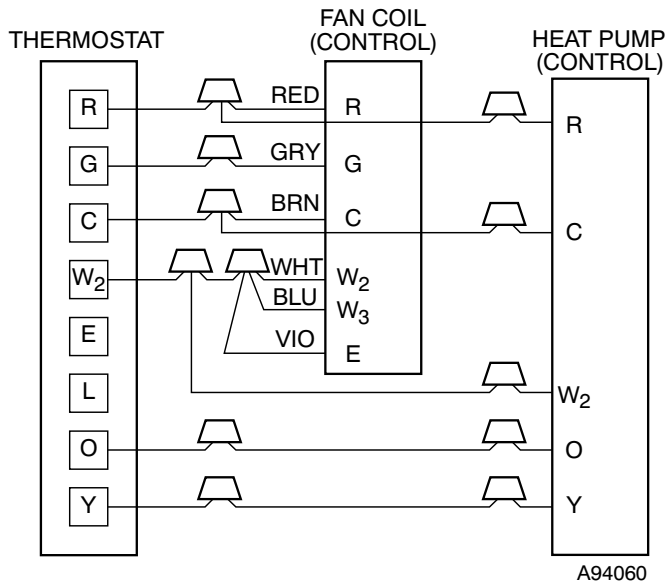 THERMOSTAT
FAN COIL
(CONTROL)
HEAT PUMP
(CONTROL)
R RED R R
G GRY G
C BRN C C
W2 WHT W2
BLU W3
E VIO E
L W2
O O
Y Y
A94060